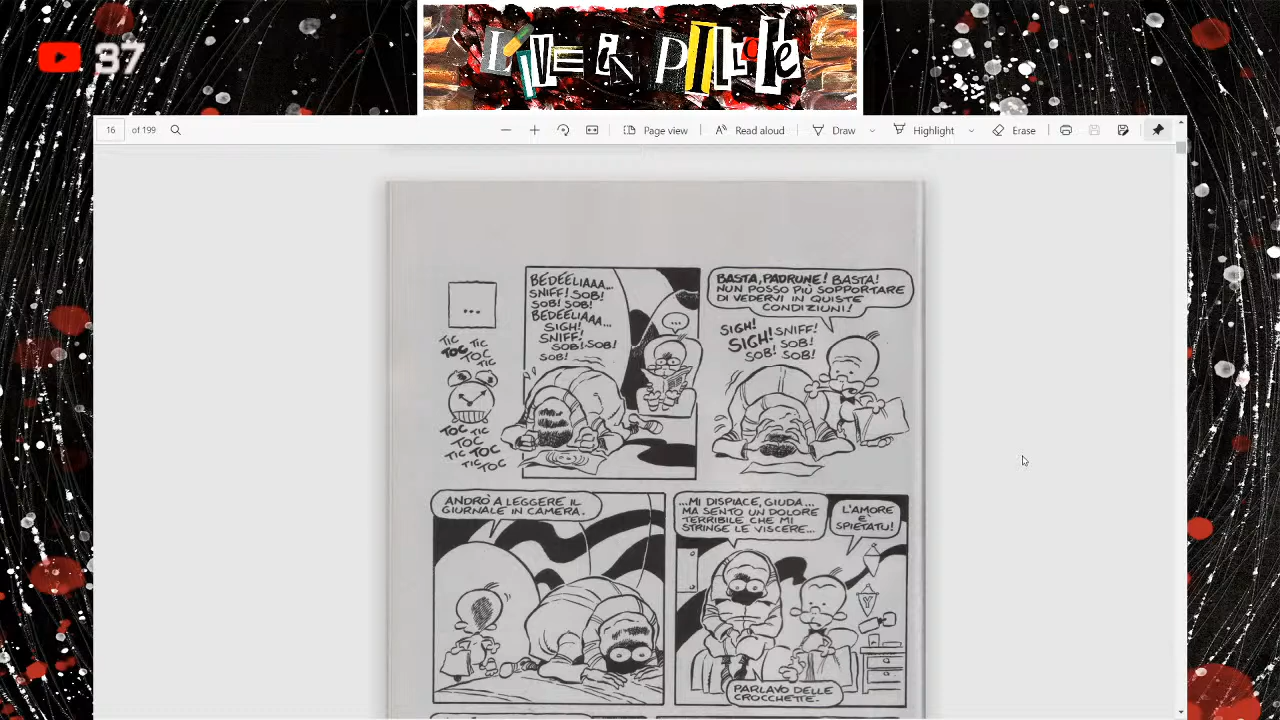 37
LIVE in PiLLOLe
16 of 199
Page view
Read aloud
Draw
Highlight
Erase
...
TIC
TIC
TOC
TOC
TIC
TOC
TIC
TOC
TIC TOC
TIC TOC
BÉDÉÉLIAAA...
SNIFF! SOB!
SOB! SOB!
BEDEÉLIAAA...
SIGH!
SNIFF!
SOB! SOB!
SOB!
...
BASTA, PADRUNE! BASTA!
NUN POSSO PIÙ SOPPORTARE
DI VEDERVI IN QUISTE
CONDIZIUNI!
SIGH!
SIGH! SNIFF!
SOB!
SOB! SOB!
ANDRÒ A LEGGERE IL
GIORNALE IN CAMERA.
...MI DISPIACE, GIUDA...
MA SENTO UN DOLORE
TERRIBILE CHE MI
STRINGE LE VISCERE...
L'AMORE
E'
SPIETATU!
PARLAVO DELLE
CROCCHETTE.